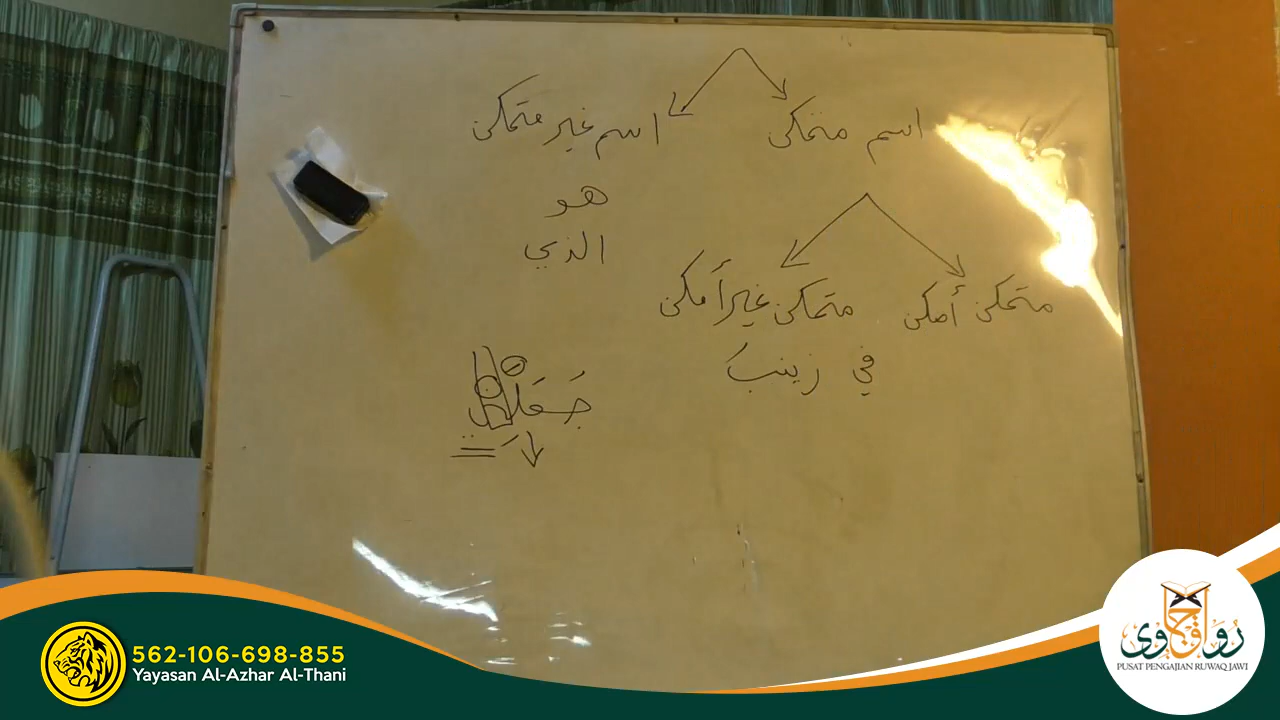 اسم متمكن اسم غير متمكن
هو
الذي
متمكن أمكن متمكن غير أمكن
في زينب
562-106-698-855
Yayasan Al-Azhar Al-Thani
رواق جاوى
PUSAT PENGAJIAN RUWAQ JAWI